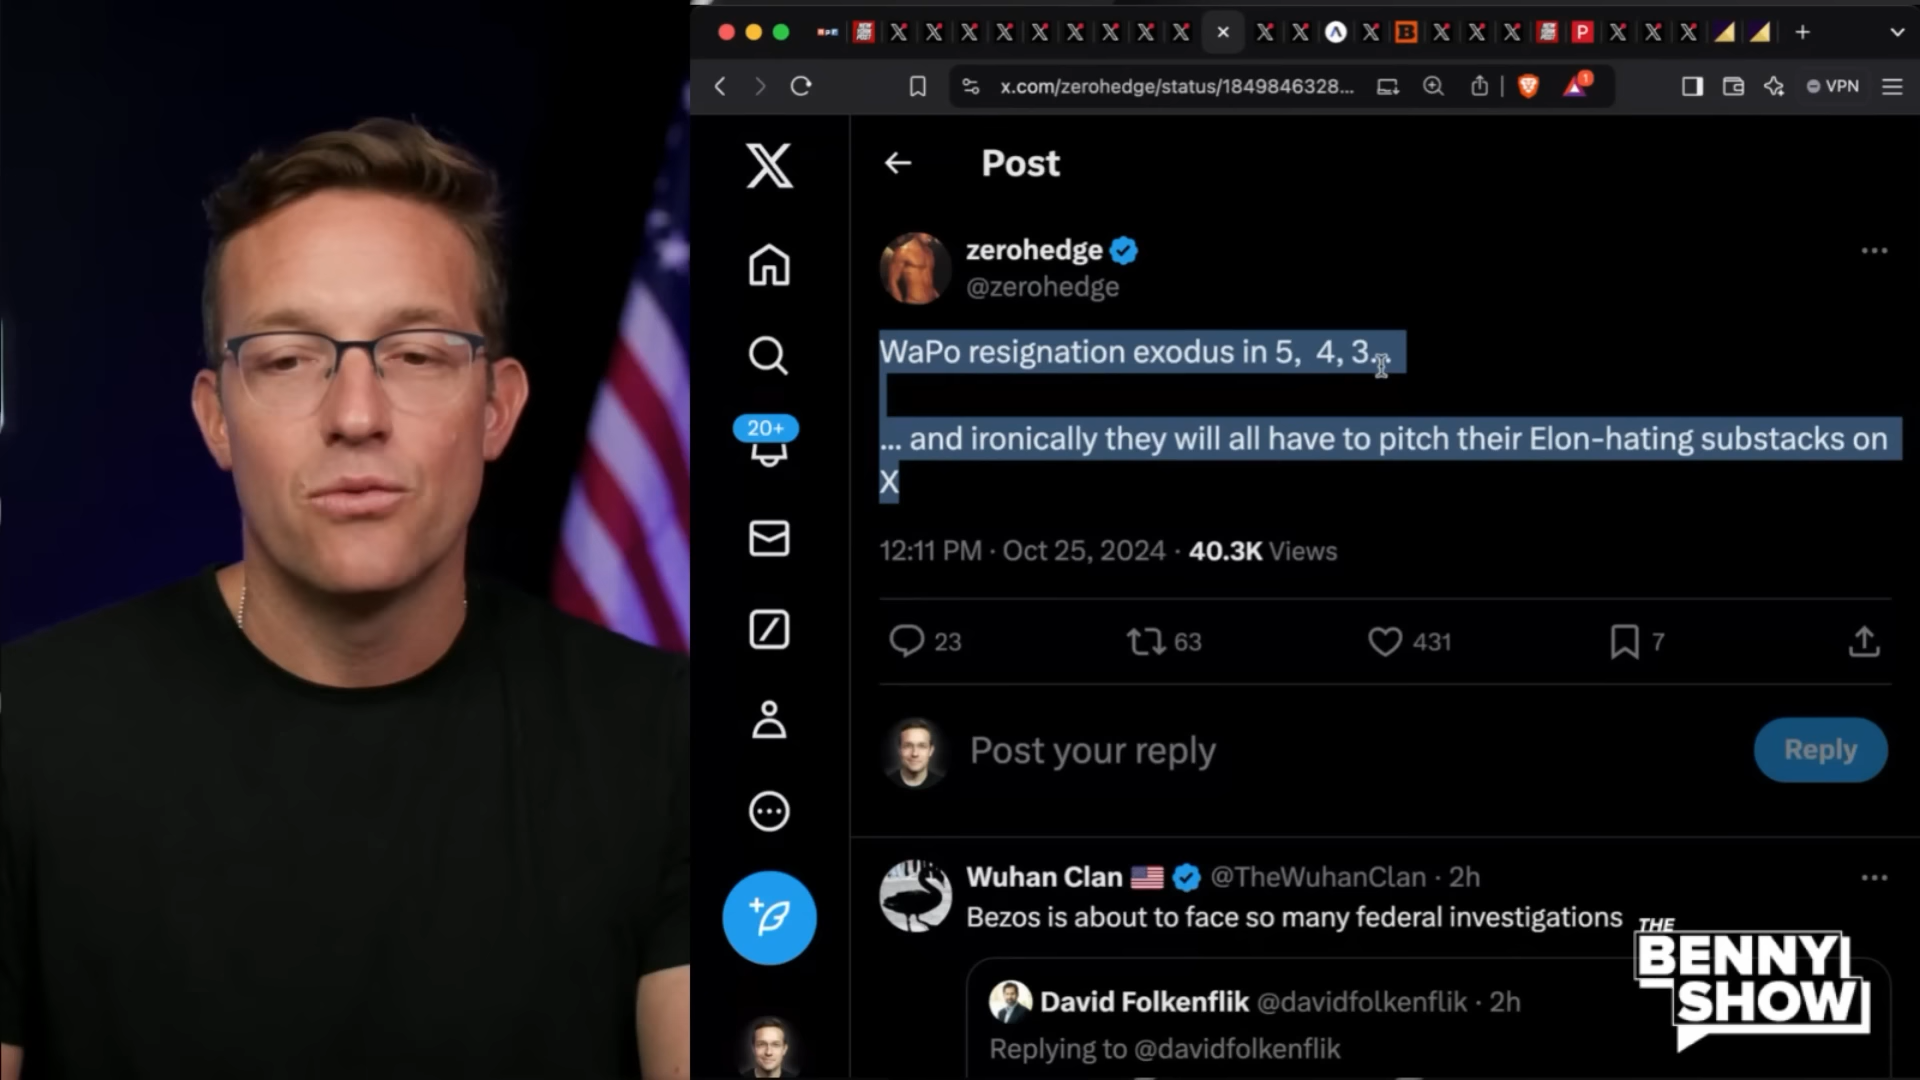 x.com/zerohedge/status/1849846328...
VPN
Post
zerohedge
@zerohedge
WaPo resignation exodus in 5,  4, 3...
... and ironically they will all have to pitch their Elon-hating substacks on
X
20+
12:11 PM · Oct 25, 2024 · 40.3K Views
23 63 431 7
Post your reply
Reply
Wuhan Clan 🇺🇸 @TheWuhanClan · 2h
Bezos is about to face so many federal investigations
David Folkenflik @davidfolkenflik · 2h
Replying to @davidfolkenflik
THE
BENNY
SHOW